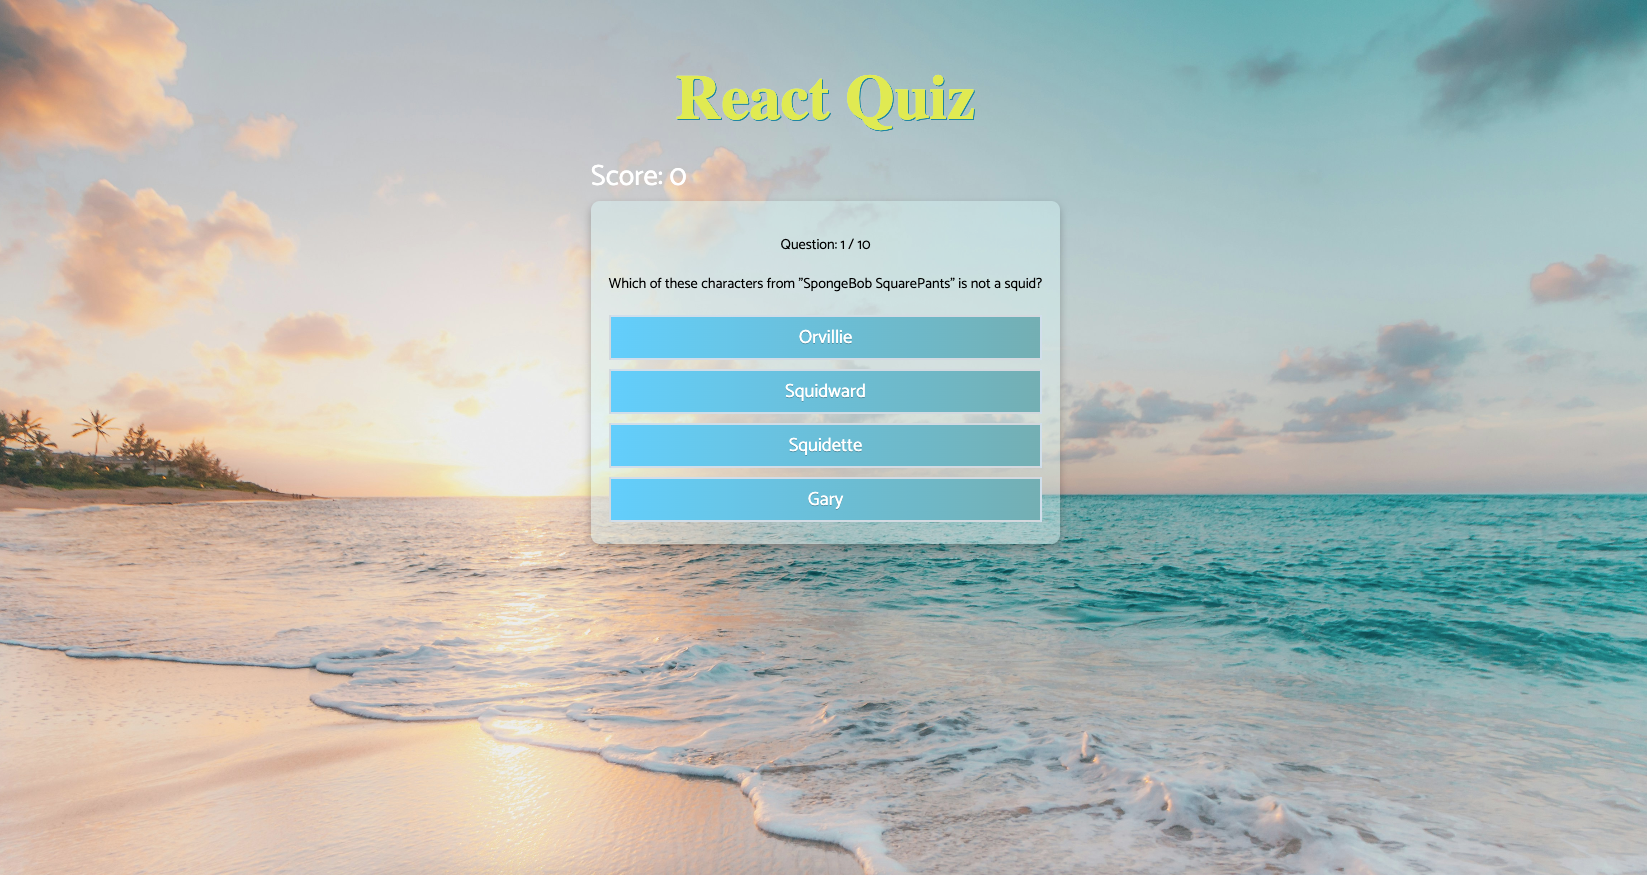 React Quiz
Score: 0
Question: 1 / 10
Which of these characters from "SpongeBob SquarePants" is not a squid?
Orvillie
Squidward
Squidette
Gary